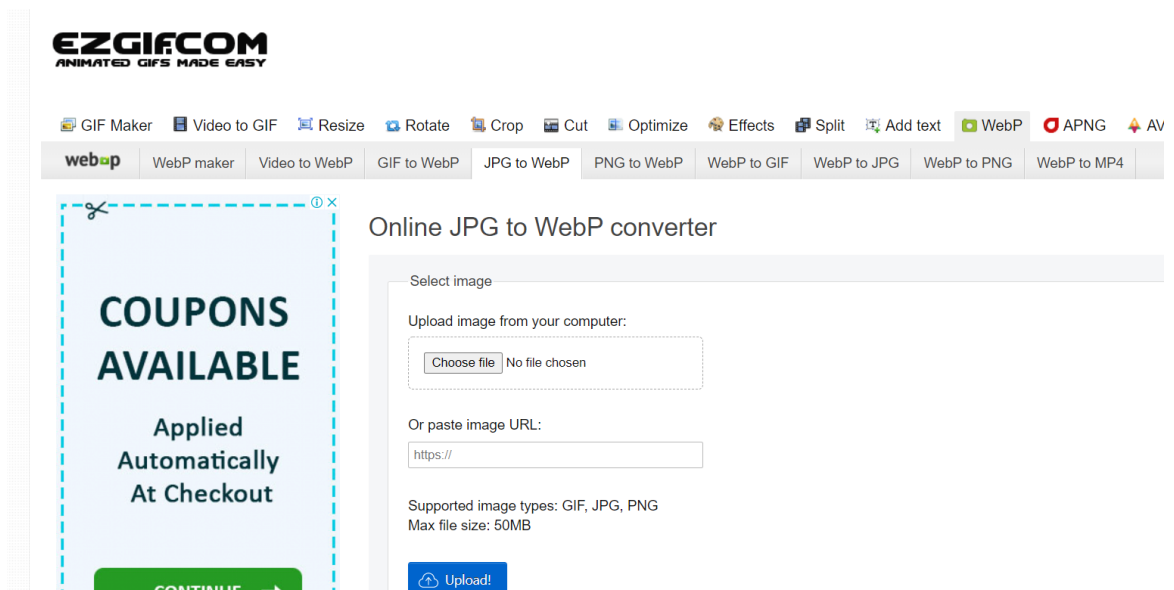 EZGIF.COM
ANIMATED GIFS MADE EASY
GIF Maker Video to GIF Resize Rotate Crop Cut Optimize Effects Split Add text WebP APNG AV
webp WebP maker Video to WebP GIF to WebP JPG to WebP PNG to WebP WebP to GIF WebP to JPG WebP to PNG WebP to MP4
COUPONS
AVAILABLE
Applied
Automatically
At Checkout
CONTINUE
Online JPG to WebP converter
Select image
Upload image from your computer:
Choose file No file chosen
Or paste image URL:
https://
Supported image types: GIF, JPG, PNG
Max file size: 50MB
Upload!